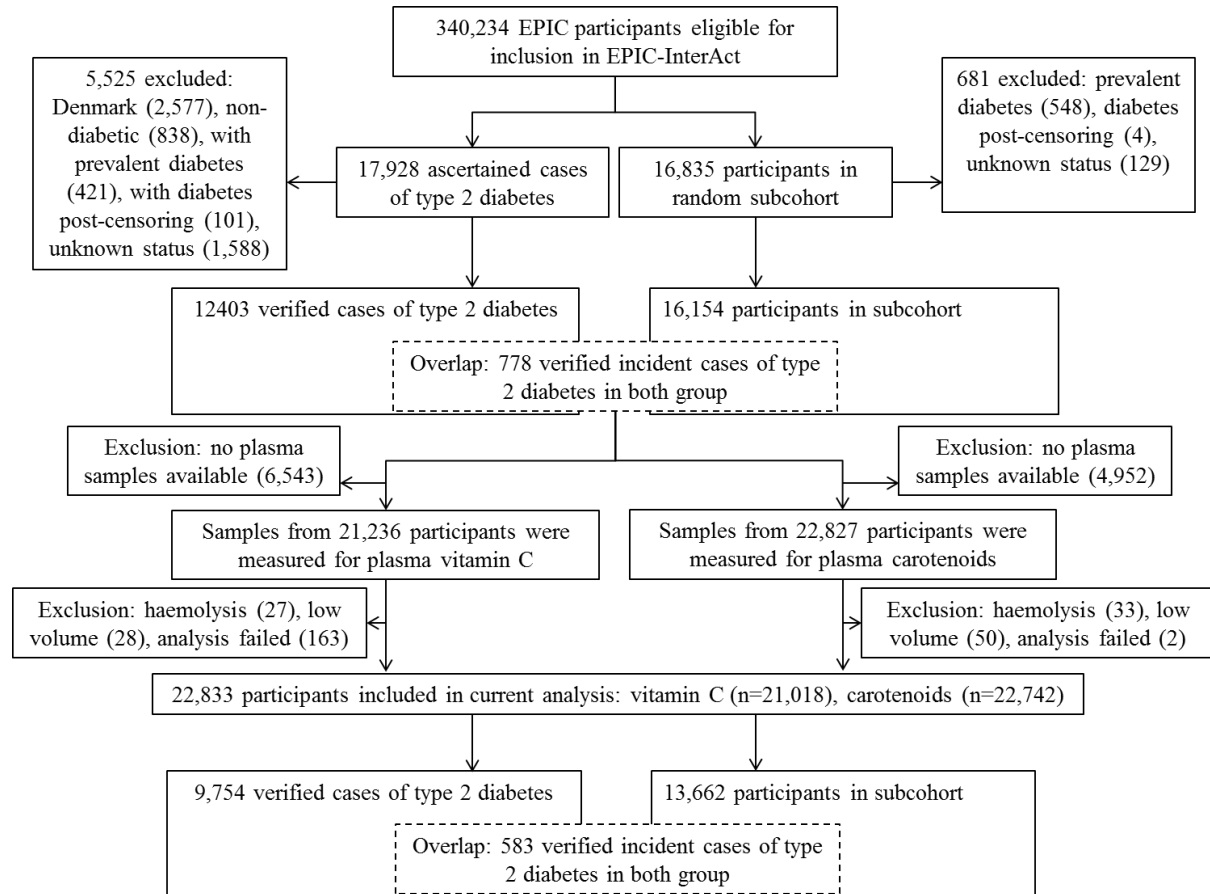 340,234 EPIC participants eligible for
inclusion in EPIC-InterAct
5,525 excluded:
Denmark (2,577), non-
diabetic (838), with
prevalent diabetes
(421), with diabetes
post-censoring (101),
unknown status (1,588)
681 excluded: prevalent
diabetes (548), diabetes
post-censoring (4),
unknown status (129)
17,928 ascertained cases
of type 2 diabetes
16,835 participants in
random subcohort
12403 verified cases of type 2 diabetes
16,154 participants in subcohort
Overlap: 778 verified incident cases of type
2 diabetes in both group
Exclusion: no plasma
samples available (6,543)
Exclusion: no plasma
samples available (4,952)
Samples from 21,236 participants were
measured for plasma vitamin C
Samples from 22,827 participants were
measured for plasma carotenoids
Exclusion: haemolysis (27), low
volume (28), analysis failed (163)
Exclusion: haemolysis (33), low
volume (50), analysis failed (2)
22,833 participants included in current analysis: vitamin C (n=21,018), carotenoids (n=22,742)
9,754 verified cases of type 2 diabetes
13,662 participants in subcohort
Overlap: 583 verified incident cases of type
2 diabetes in both group